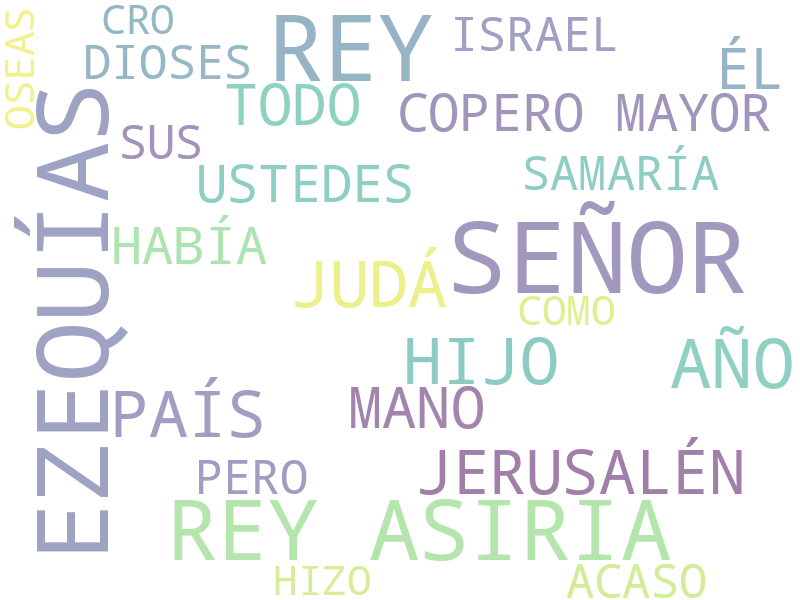 CRO
REY
ISRAEL
OSEAS
DIOSES
ÉL
TODO
COPERO MAYOR
SUS
USTEDES
SAMARÍA
EZEQUÍAS
HABÍA
SEÑOR
JUDÁ
COMO
HIJO
AÑO
PAÍS
MANO
PERO
JERUSALÉN
REY ASIRIA
HIZO
ACASO